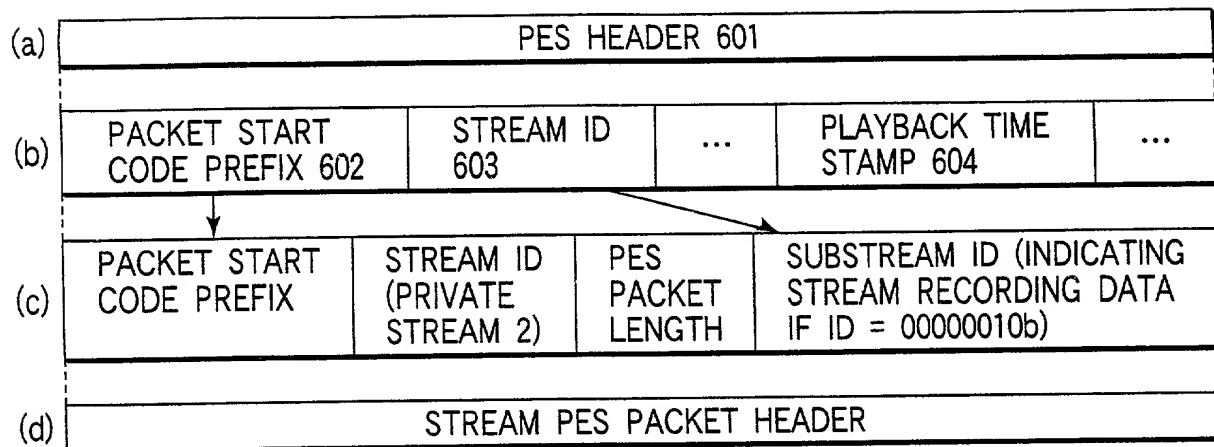 (a)
PES HEADER 601
(b)
PACKET START
CODE PREFIX 602
STREAM ID
603
...
PLAYBACK TIME
STAMP 604
...
(c)
PACKET START
CODE PREFIX
STREAM ID
(PRIVATE
STREAM 2)
PES
PACKET
LENGTH
SUBSTREAM ID (INDICATING
STREAM RECORDING DATA
IF ID = 00000010b)
(d)
STREAM PES PACKET HEADER